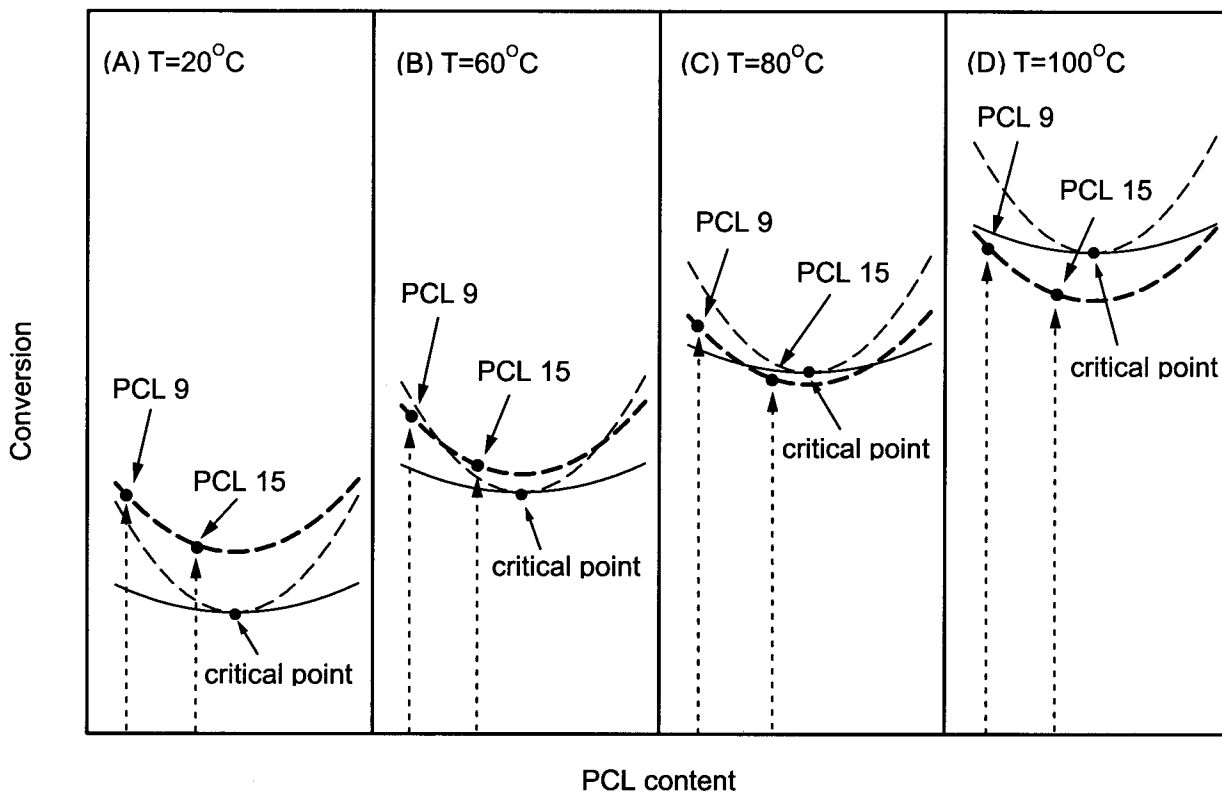 (A) T=20°C
(B) T=60°C
(C) T=80°C
(D) T=100°C
PCL 9
PCL 15
critical point
PCL 9
PCL 15
critical point
PCL 9
PCL 15
critical point
PCL 9
PCL 15
critical point
Conversion
PCL content